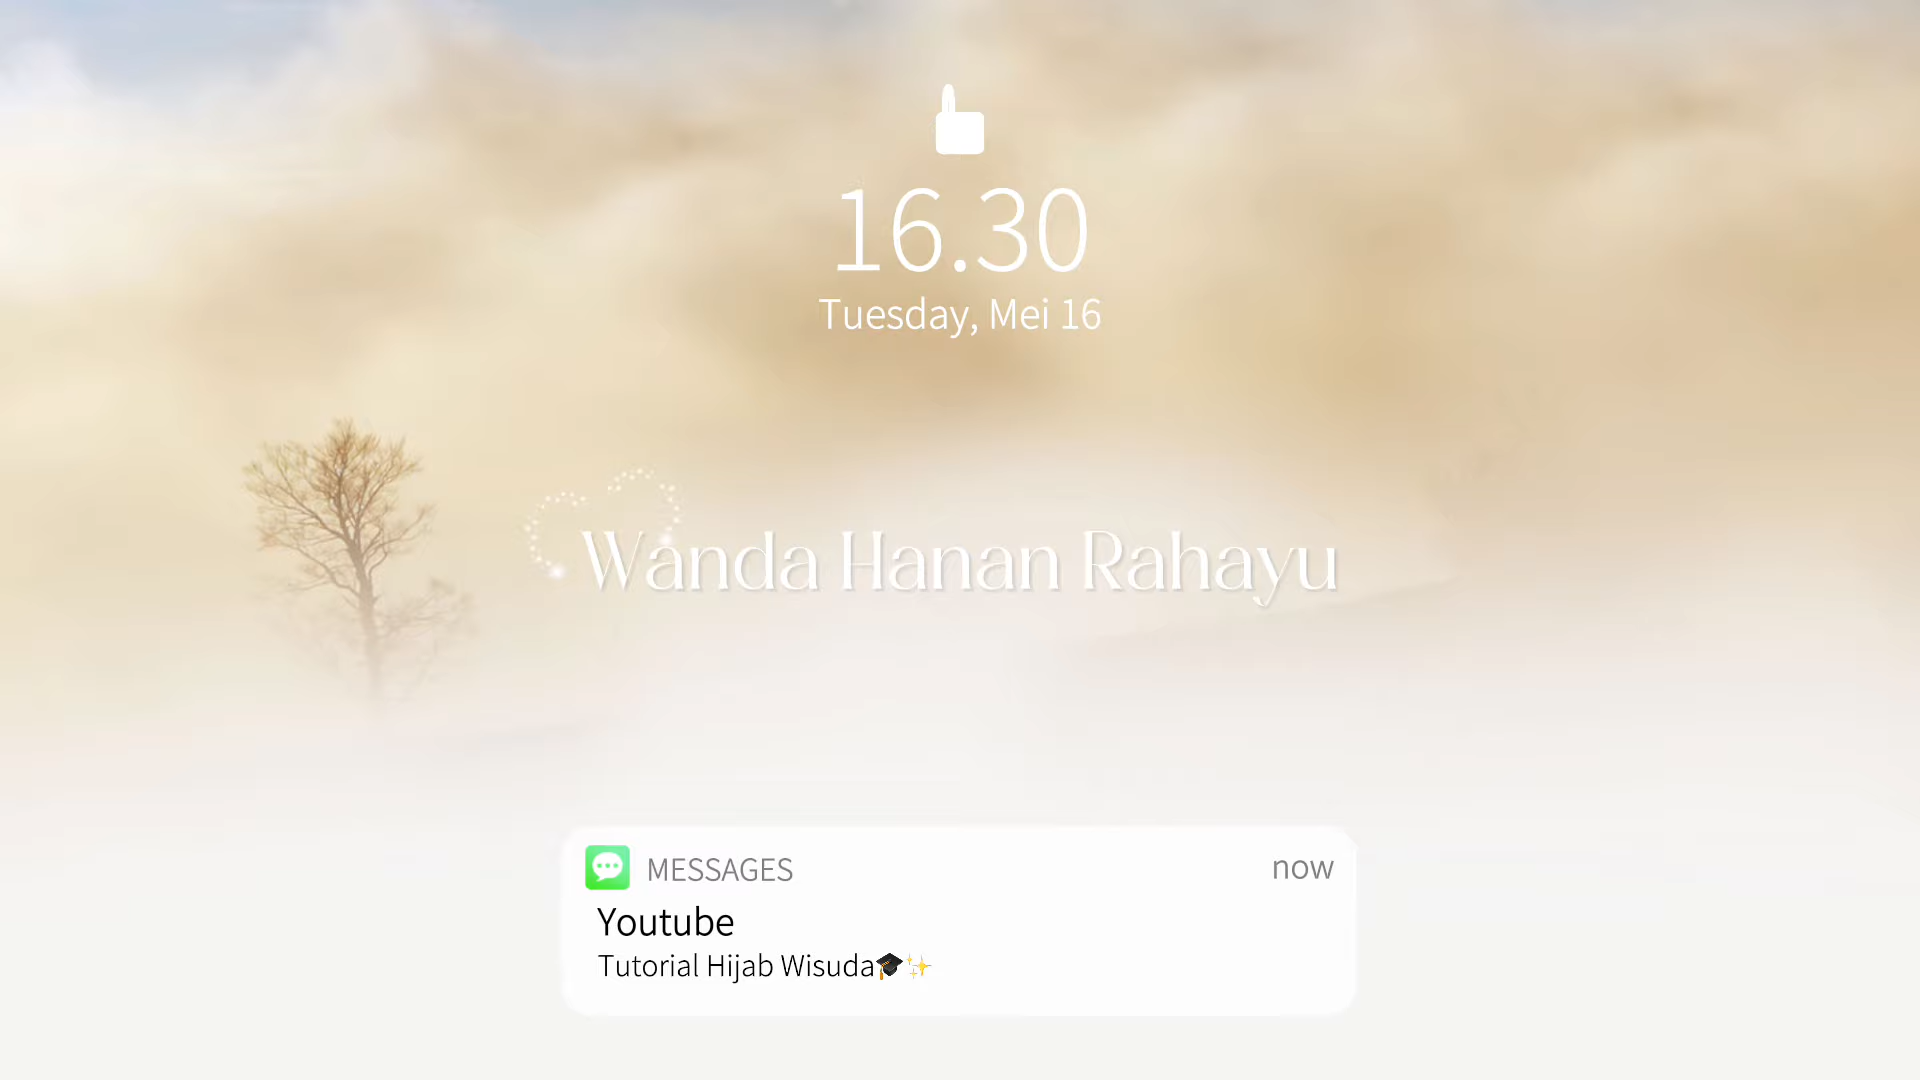 16.30
Tuesday, Mei 16
Wanda Hanan Rahayu
MESSAGES now
Youtube
Tutorial Hijab Wisuda🎓✨